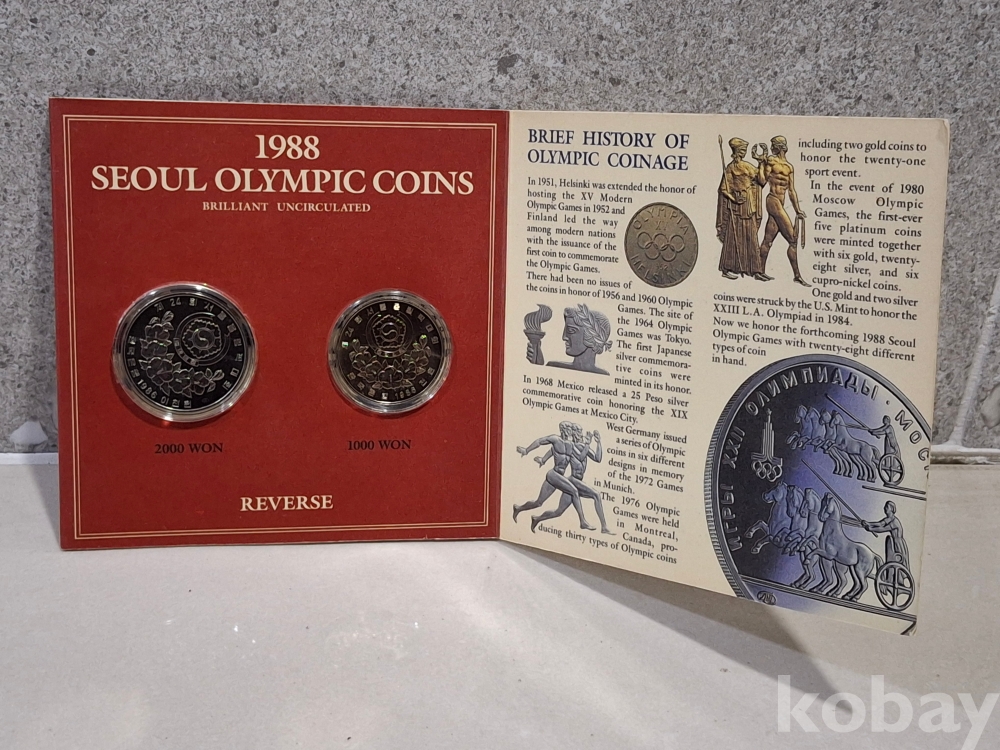 1988
SEOUL OLYMPIC COINS
BRILLIANT UNCIRCULATED
2000 WON
1000 WON
REVERSE
BRIEF HISTORY OF
OLYMPIC COINAGE
In 1951, Helsinki was extended the honor of
hosting the XV Modern
Olympic Games in 1952 and
Finland led the way
among modern nations
with the issuance of the
first coin to commemorate
the Olympic Games.
There had been no issues of
the coins in honor of 1956 and 1960 Olympic
Games. The site of
the 1964 Olympic
Games was Tokyo.
The first Japanese
silver commemora-
tive coins were
minted in its honor.
In 1968 Mexico released a 25 Peso silver
commemorative coin honoring the XIX
Olympic Games at Mexico City.
West Germany issued
a series of Olympic
coins in six different
designs in memory
of the 1972 Games
in Munich.
The 1976 Olympic
Games were held
in Montreal,
Canada, pro-
ducing thirty types of Olympic coins
including two gold coins to
honor the twenty-one
sport event.
In the event of 1980
Moscow Olympic
Games, the first-ever
five platinum coins
were minted together
with six gold, twenty-
eight silver, and six
cupro-nickel coins.
One gold and two silver
coins were struck by the U.S. Mint to honor the
XXIII L.A. Olympiad in 1984.
Now we honor the forthcoming 1988 Seoul
Olympic Games with twenty-eight different
types of coin
in hand.
OLYMPIA
HELSINKI
ИГРЫ XXII ОЛИМПИАДЫ · МОС
1986
1986
kobay